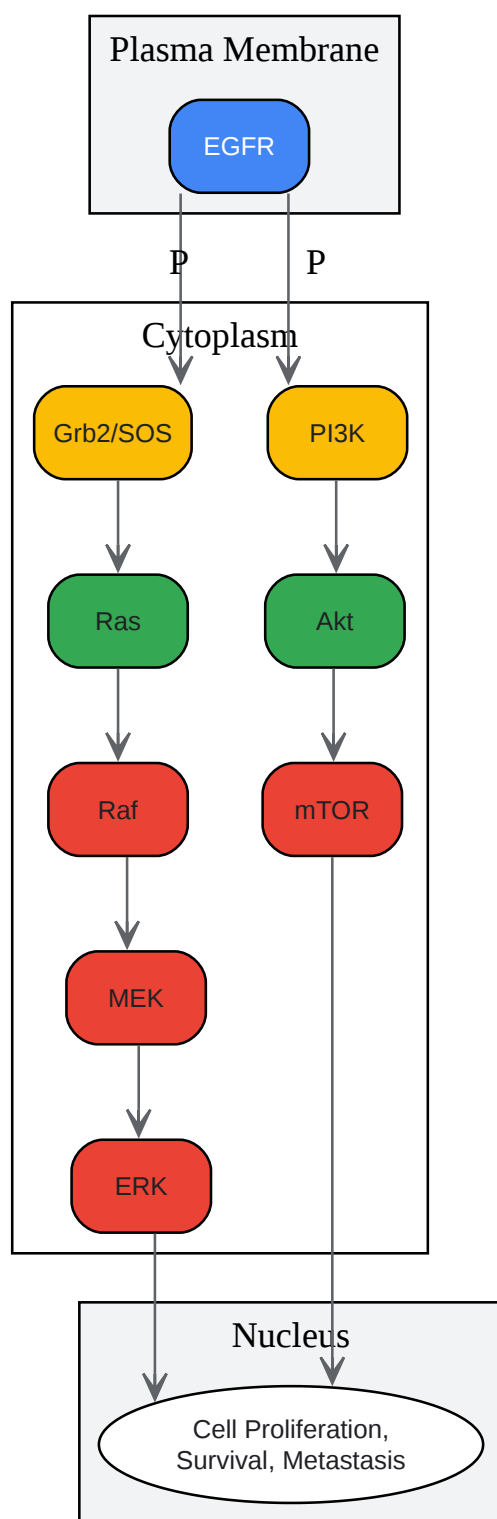 Plasma Membrane
EGFR
P
P
Cytoplasm
Grb2/SOS
PI3K
Ras
Akt
Raf
mTOR
MEK
ERK
Nucleus
Cell Proliferation,
Survival, Metastasis